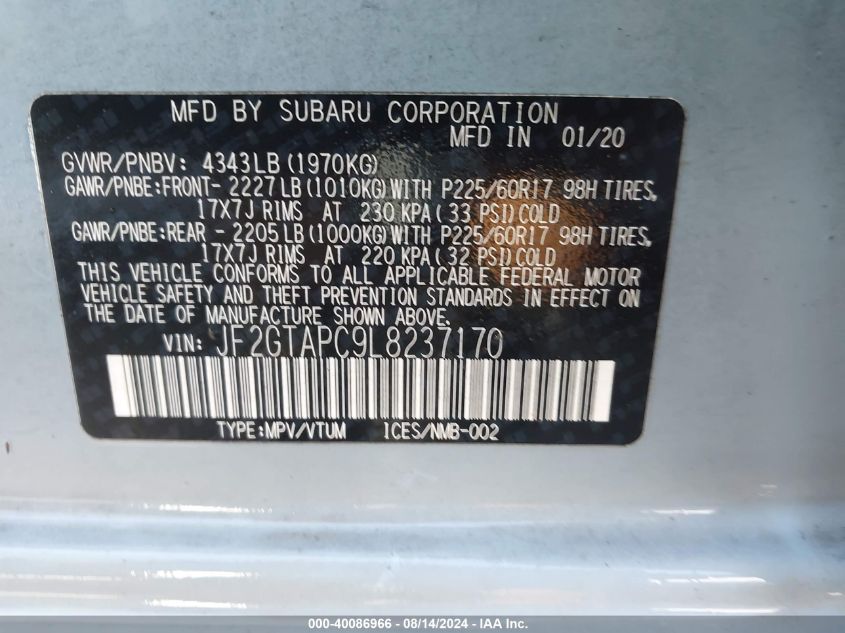 MFD BY SUBARU CORPORATION
MFD IN 01/20
GVWR/PNBV: 4343LB (1970KG)
GAWR/PNBE:FRONT- 2227LB(1010KG)WITH P225/60R17 98H TIRES,
17X7J RIMS AT 230 KPA( 33 PSI)COLD
GAWR/PNBE:REAR - 2205LB(1000KG)WITH P225/60R17 98H TIRES,
17X7J RIMS AT 220 KPA( 32 PSI)COLD
THIS VEHICLE CONFORMS TO ALL APPLICABLE FEDERAL MOTOR
VEHICLE SAFETY AND THEFT PREVENTION STANDARDS IN EFFECT ON
THE DATE OF MANUFACTURE SHOWN ABOVE.
VIN: JF2GTAPC9L8237170
TYPE:MPV/VTUM ICES/NMB-002
000-40086966 - 08/14/2024 - IAA, Inc.